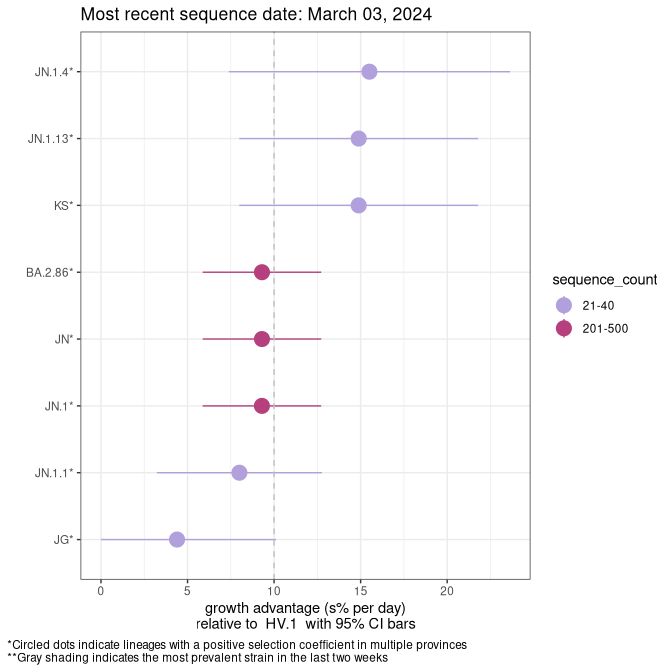 Most recent sequence date: March 03, 2024
JN.1.4*
JN.1.13*
KS*
BA.2.86*
JN*
JN.1*
JN.1.1*
JG*
0 5 10 15 20
growth advantage (s% per day)
relative to HV.1 with 95% CI bars
sequence_count
21-40
201-500
*Circled dots indicate lineages with a positive selection coefficient in multiple provinces
**Gray shading indicates the most prevalent strain in the last two weeks